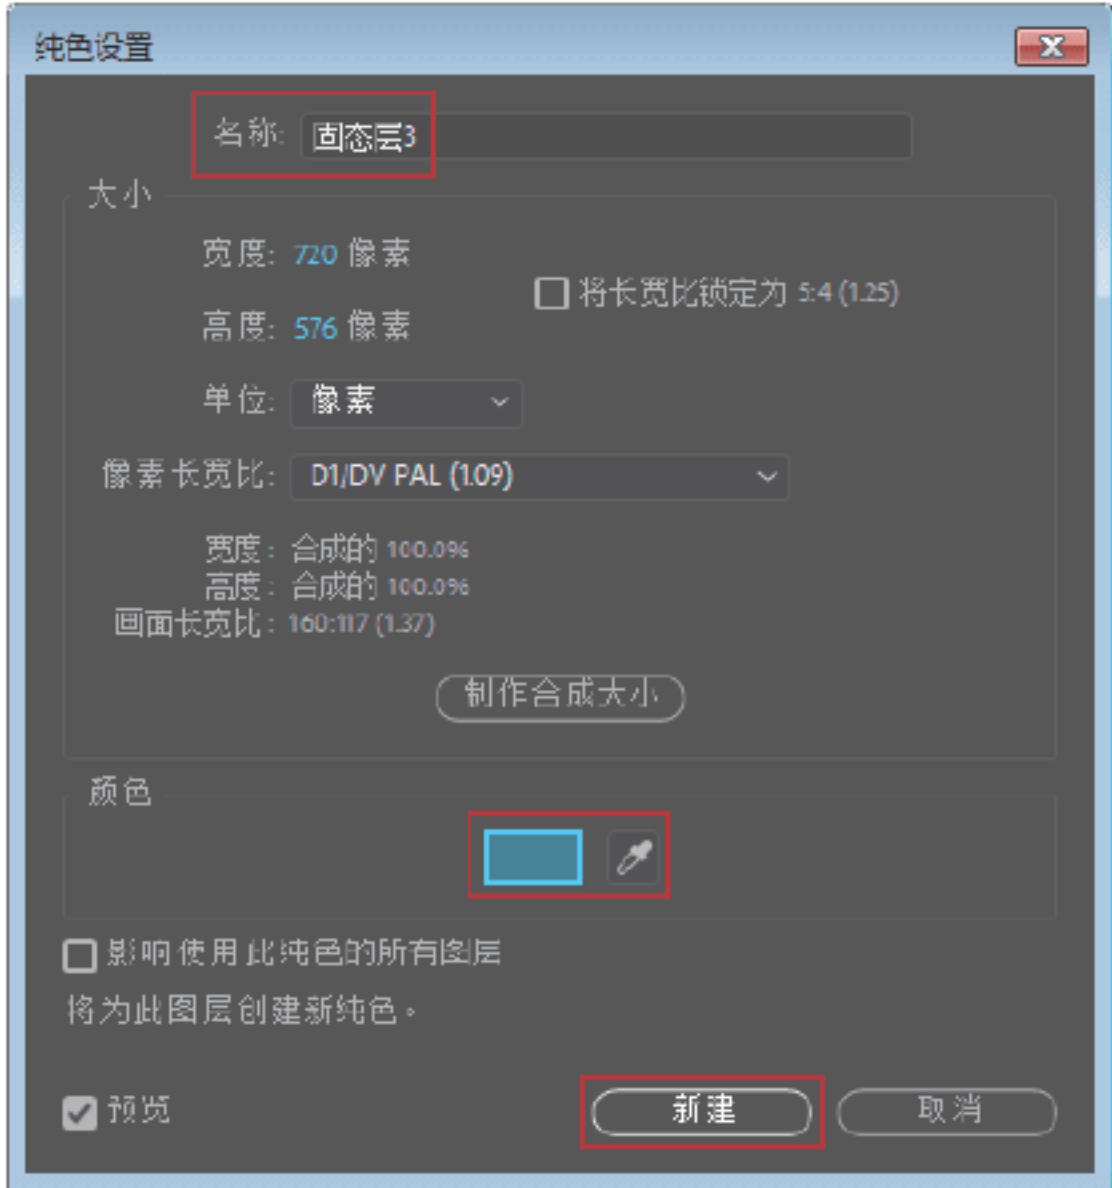 纯色设置
名称: 固态层3
大小
宽度: 720 像素
将长宽比锁定为 5:4 (1.25)
高度: 576 像素
单位: 像素
像素长宽比: D1/DV PAL (1.09)
宽度: 合成的 100.0%
高度: 合成的 100.0%
画面长宽比: 160:117 (1.37)
制作合成大小
颜色
影响使用此纯色的所有图层
将为此图层创建新纯色。
预览
新建
取消